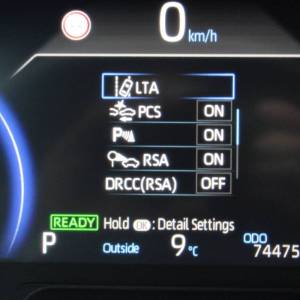 0 km/h
LTA
PCS ON
P ON
RSA ON
DRCC(RSA) OFF
READY Hold OK : Detail Settings
P Outside 9 °C ODO 74475